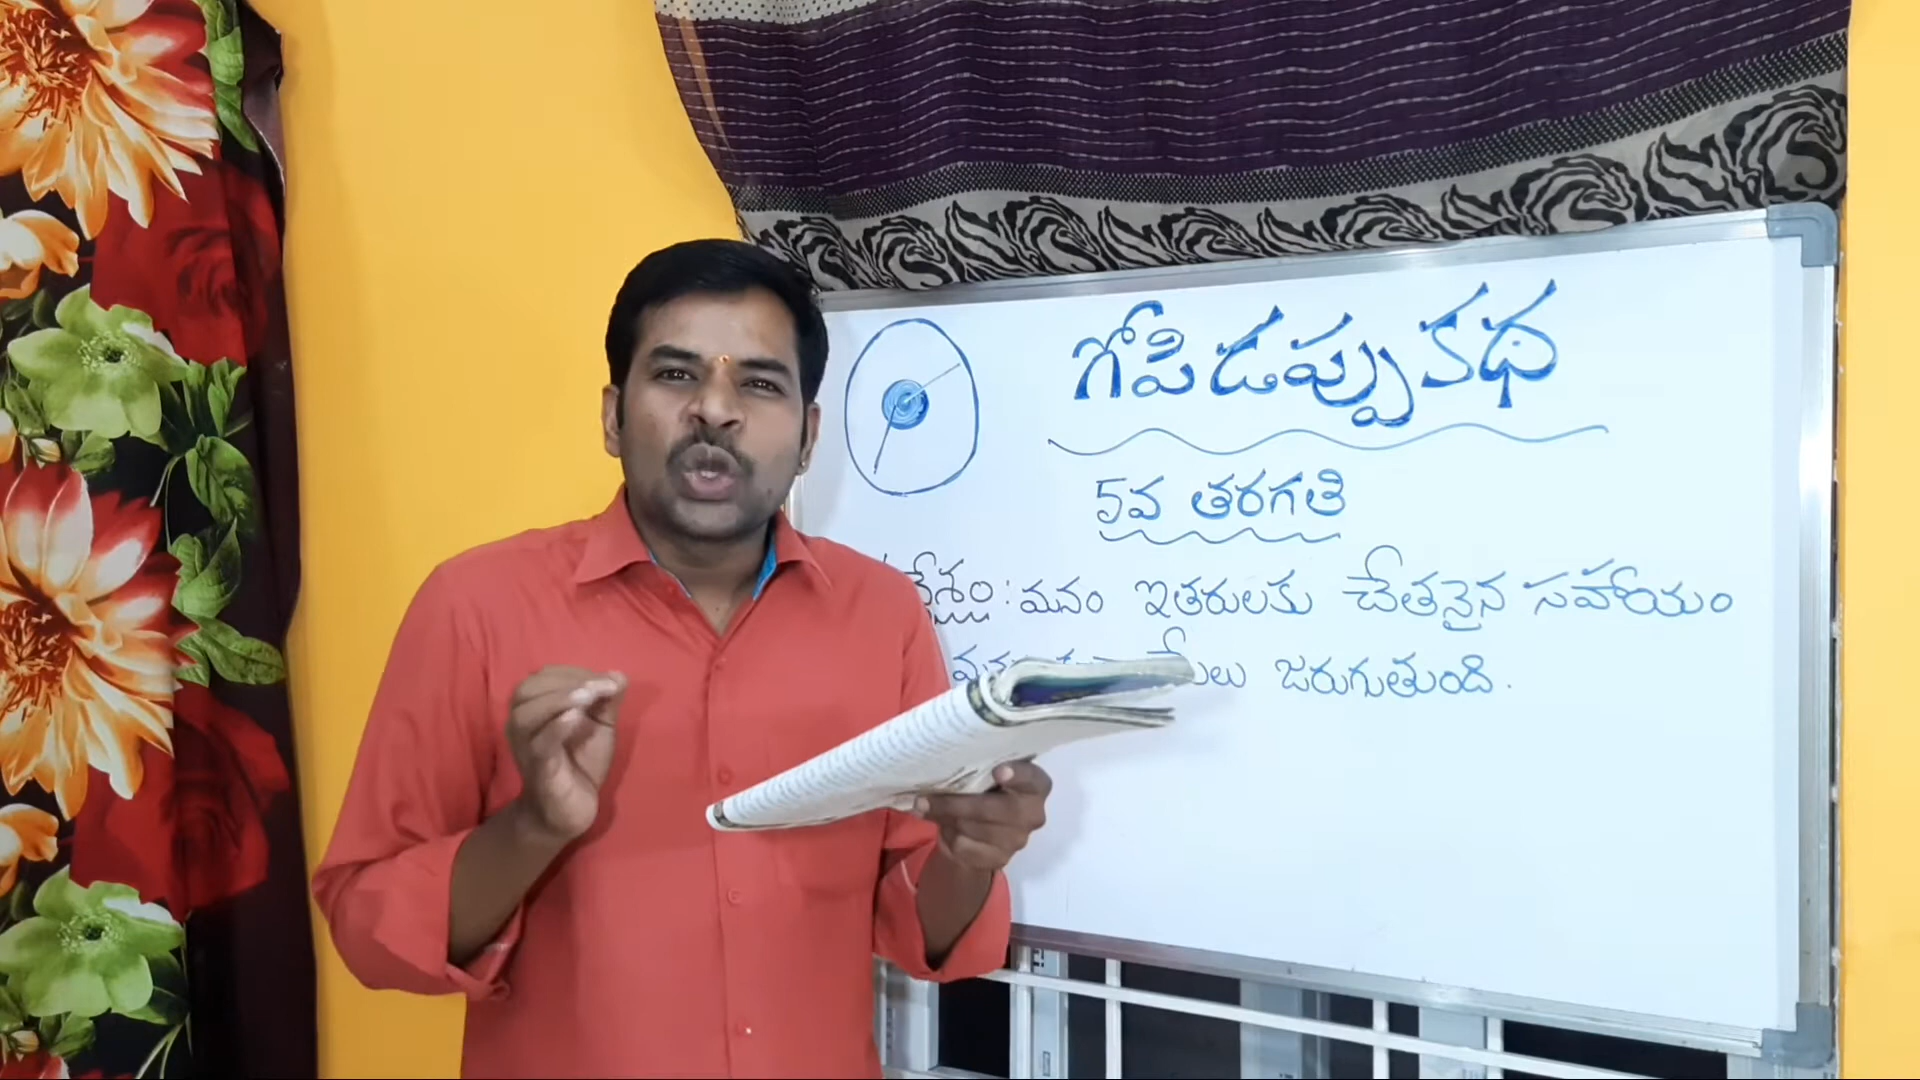 గోపి డప్పు కథ
5వ తరగతి
మనం ఇతరులకు చేతనైన సహాయం
జరుగుతుంది.